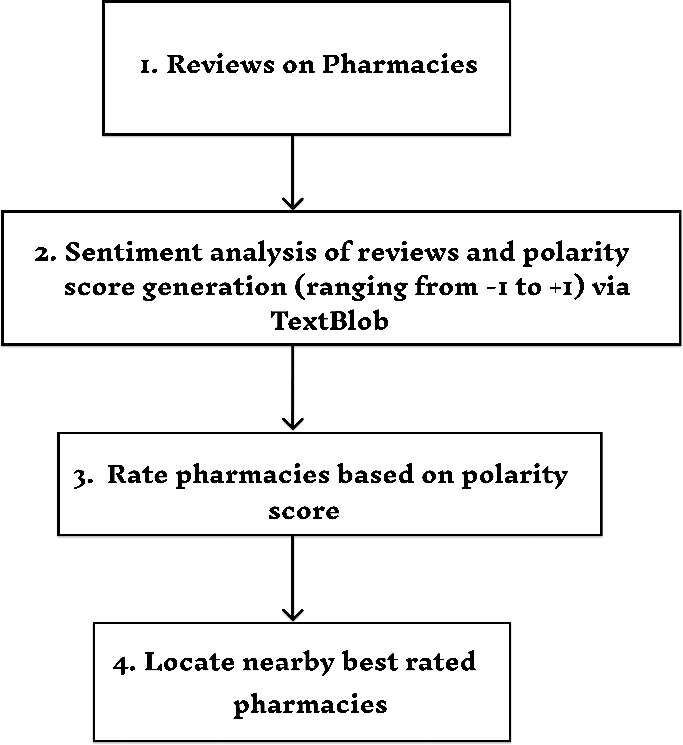 1. Reviews on Pharmacies
2. Sentiment analysis of reviews and polarity
score generation (ranging from -1 to +1) via
TextBlob
3. Rate pharmacies based on polarity
score
4. Locate nearby best rated
pharmacies